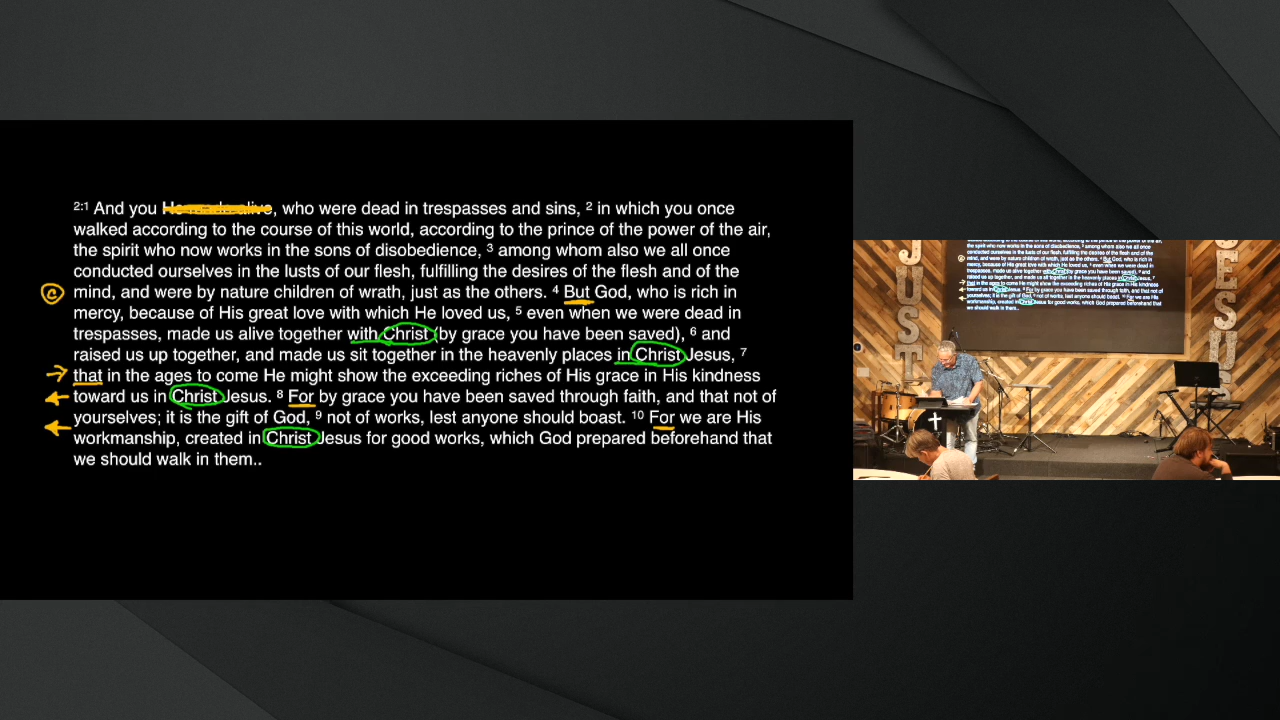 2:1 And you He made alive, who were dead in trespasses and sins, 2 in which you once
walked according to the course of this world, according to the prince of the power of the air,
the spirit who now works in the sons of disobedience, 3 among whom also we all once
conducted ourselves in the lusts of our flesh, fulfilling the desires of the flesh and of the
C mind, and were by nature children of wrath, just as the others. 4 But God, who is rich in
mercy, because of His great love with which He loved us, 5 even when we were dead in
trespasses, made us alive together with Christ (by grace you have been saved), 6 and
raised us up together, and made us sit together in the heavenly places in Christ Jesus, 7
→ that in the ages to come He might show the exceeding riches of His grace in His kindness
← toward us in Christ Jesus. 8 For by grace you have been saved through faith, and that not of
yourselves; it is the gift of God, 9 not of works, lest anyone should boast. 10 For we are His
← workmanship, created in Christ Jesus for good works, which God prepared beforehand that
we should walk in them..
JUST
JESUS